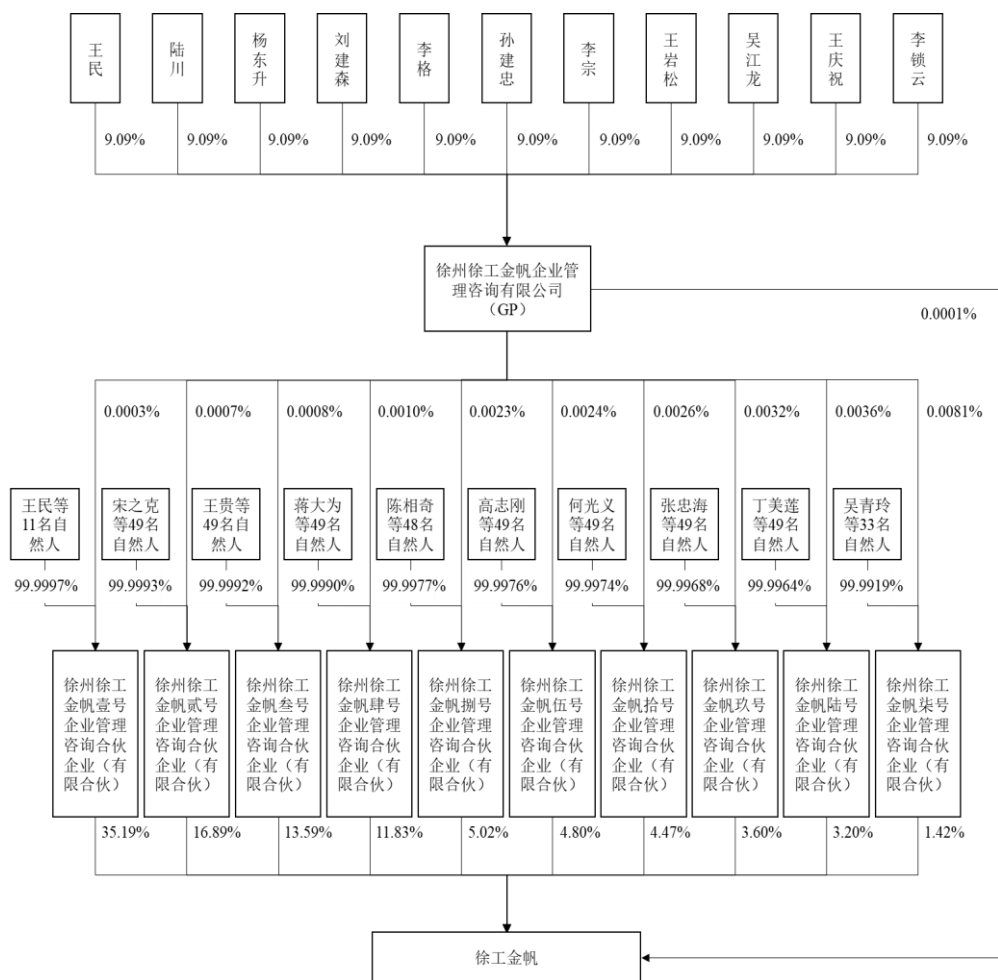 王民
陆川
杨东升
刘建森
李格
孙建忠
李宗
王岩松
吴江龙
王庆祝
李锁云
9.09%
9.09%
9.09%
9.09%
9.09%
9.09%
9.09%
9.09%
9.09%
9.09%
9.09%
徐州徐工金帆企业管
理咨询有限公司
（GP）
0.0001%
0.0003%
0.0007%
0.0008%
0.0010%
0.0023%
0.0024%
0.0026%
0.0032%
0.0036%
0.0081%
王民等
11名自
然人
宋之克
等49名
自然人
王贵等
49名自
然人
蒋大为
等49名
自然人
陈相奇
等48名
自然人
高志刚
等49名
自然人
何光义
等49名
自然人
张忠海
等49名
自然人
丁美莲
等49名
自然人
吴青玲
等33名
自然人
99.9997%
99.9993%
99.9992%
99.9990%
99.9977%
99.9976%
99.9974%
99.9968%
99.9964%
99.9919%
徐州徐工
金帆壹号
企业管理
咨询合伙
企业（有
限合伙）
徐州徐工
金帆贰号
企业管理
咨询合伙
企业（有
限合伙）
徐州徐工
金帆叁号
企业管理
咨询合伙
企业（有
限合伙）
徐州徐工
金帆肆号
企业管理
咨询合伙
企业（有
限合伙）
徐州徐工
金帆捌号
企业管理
咨询合伙
企业（有
限合伙）
徐州徐工
金帆伍号
企业管理
咨询合伙
企业（有
限合伙）
徐州徐工
金帆拾号
企业管理
咨询合伙
企业（有
限合伙）
徐州徐工
金帆玖号
企业管理
咨询合伙
企业（有
限合伙）
徐州徐工
金帆陆号
企业管理
咨询合伙
企业（有
限合伙）
徐州徐工
金帆柒号
企业管理
咨询合伙
企业（有
限合伙）
35.19%
16.89%
13.59%
11.83%
5.02%
4.80%
4.47%
3.60%
3.20%
1.42%
徐工金帆